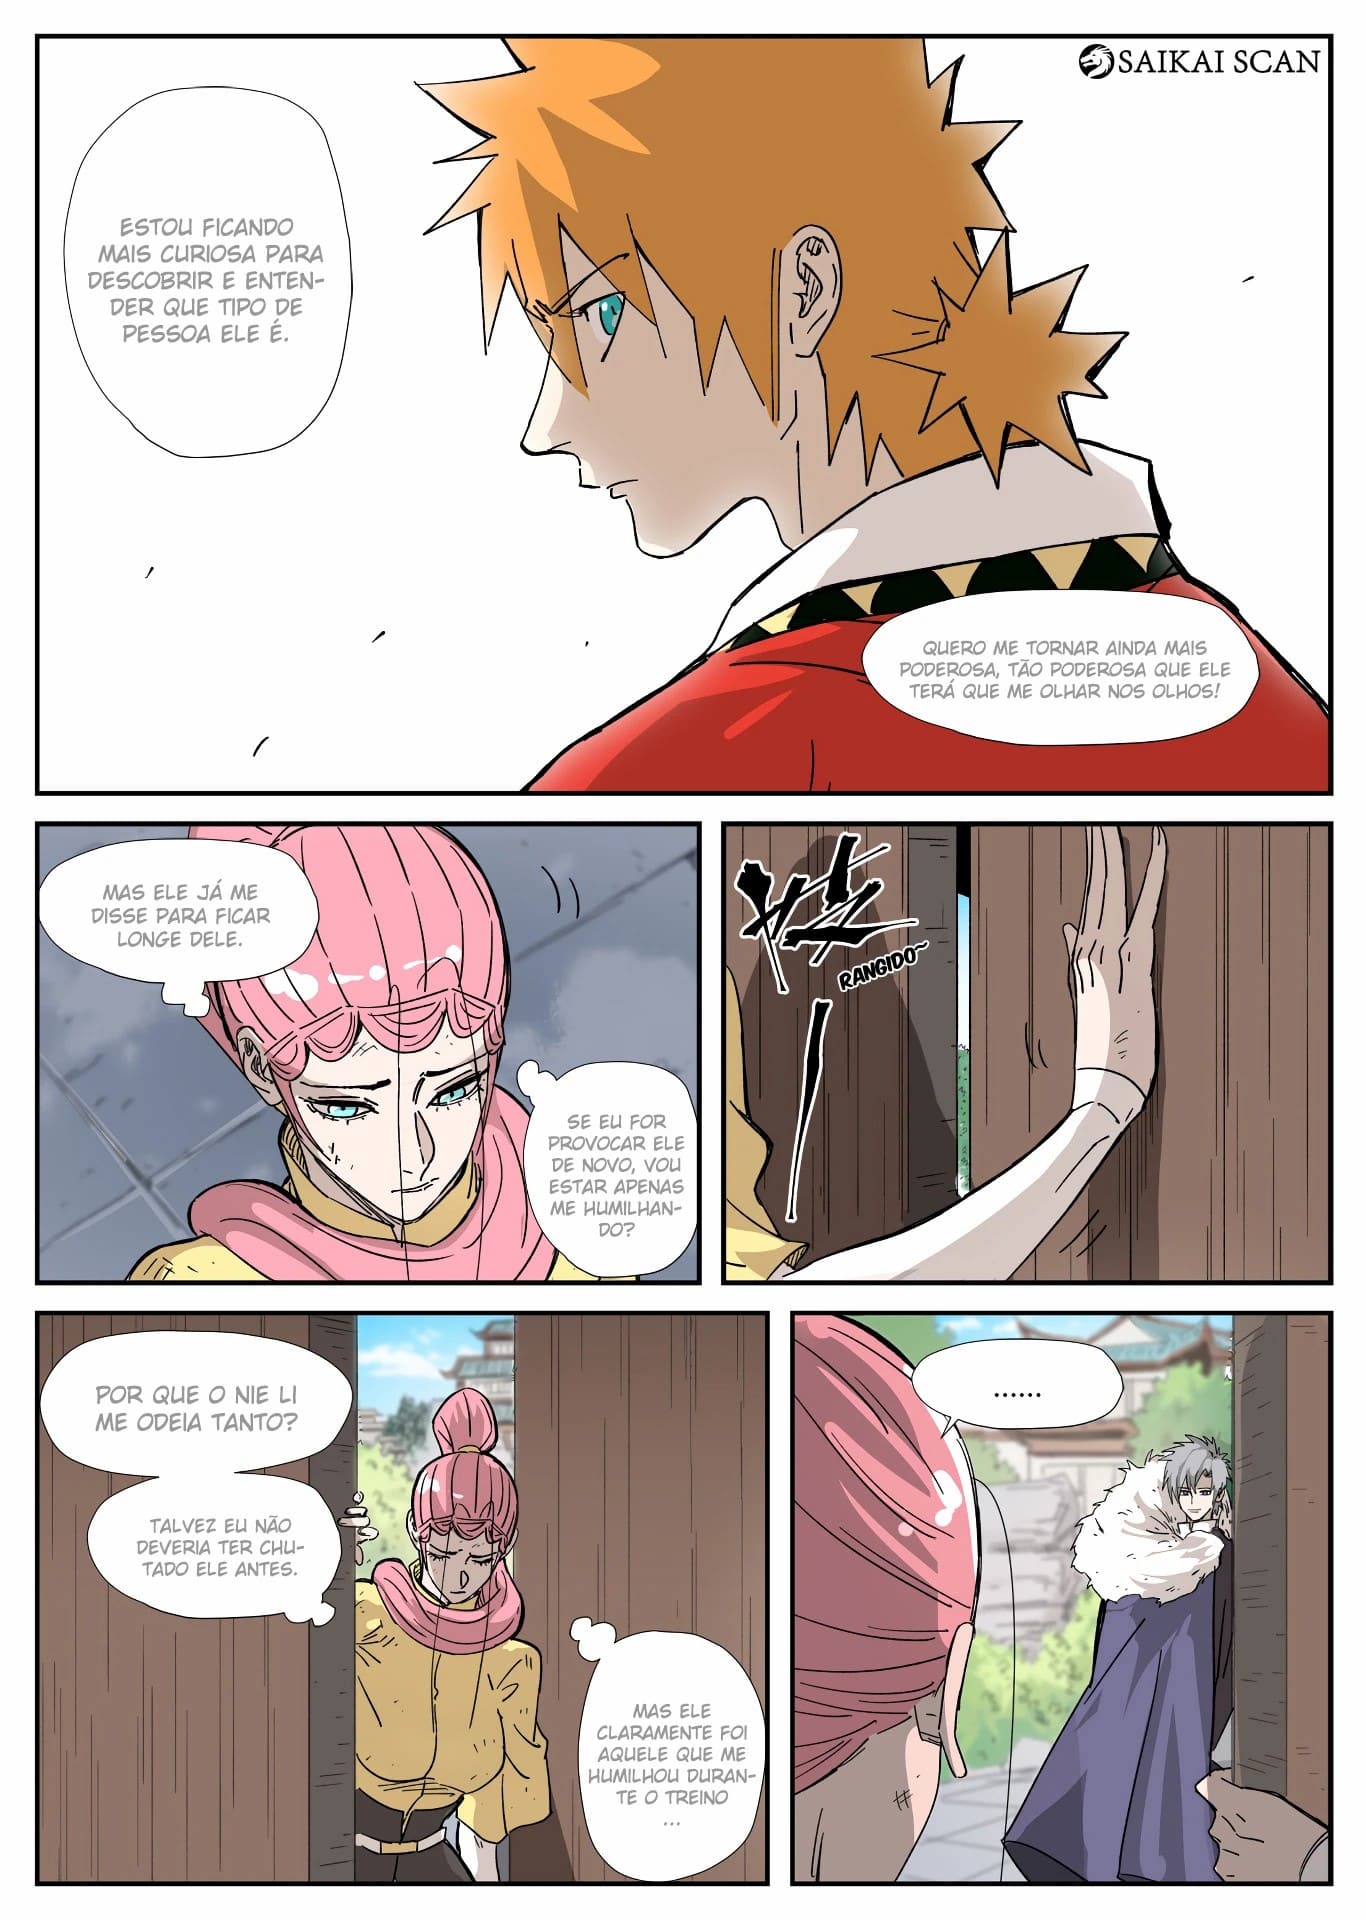 SAIKAI SCAN
ESTOU FICANDO
MAIS CURIOSA PARA
DESCOBRIR E ENTEN-
DER QUE TIPO DE
PESSOA ELE É.
QUERO ME TORNAR AINDA MAIS
PODEROSA, TÃO PODEROSA QUE ELE
TERÁ QUE ME OLHAR NOS OLHOS!
MAS ELE JÁ ME
DISSE PARA FICAR
LONGE DELE.
SE EU FOR
PROVOCAR ELE
DE NOVO, VOU
ESTAR APENAS
ME HUMILHAN-
DO?
RANGIDO~
POR QUE O NIE LI
ME ODEIA TANTO?
TALVEZ EU NÃO
DEVERIA TER CHU-
TADO ELE ANTES.
MAS ELE
CLARAMENTE FOI
AQUELE QUE ME
HUMILHOU DURAN-
TE O TREINO
...
......